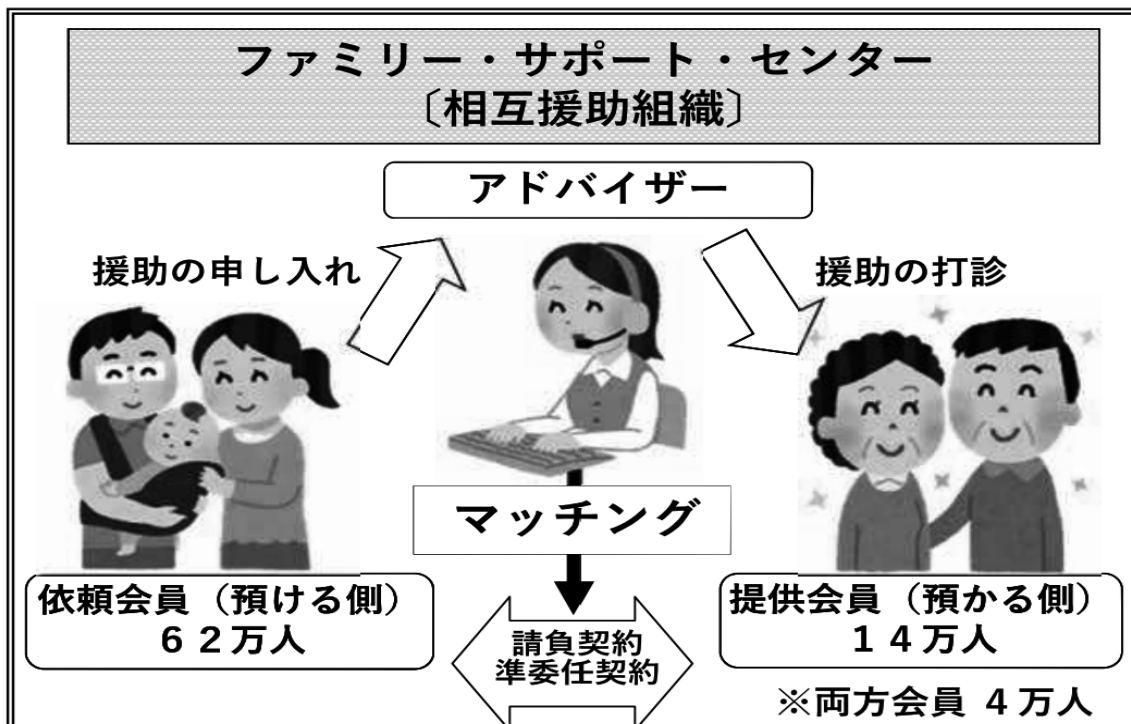 ファミリー・サポート・センター
〔相互援助組織〕
アドバイザー
援助の申し入れ
援助の打診
マッチング
依頼会員（預ける側）
６２万人
提供会員（預かる側）
１４万人
請負契約
準委任契約
※両方会員 ４万人